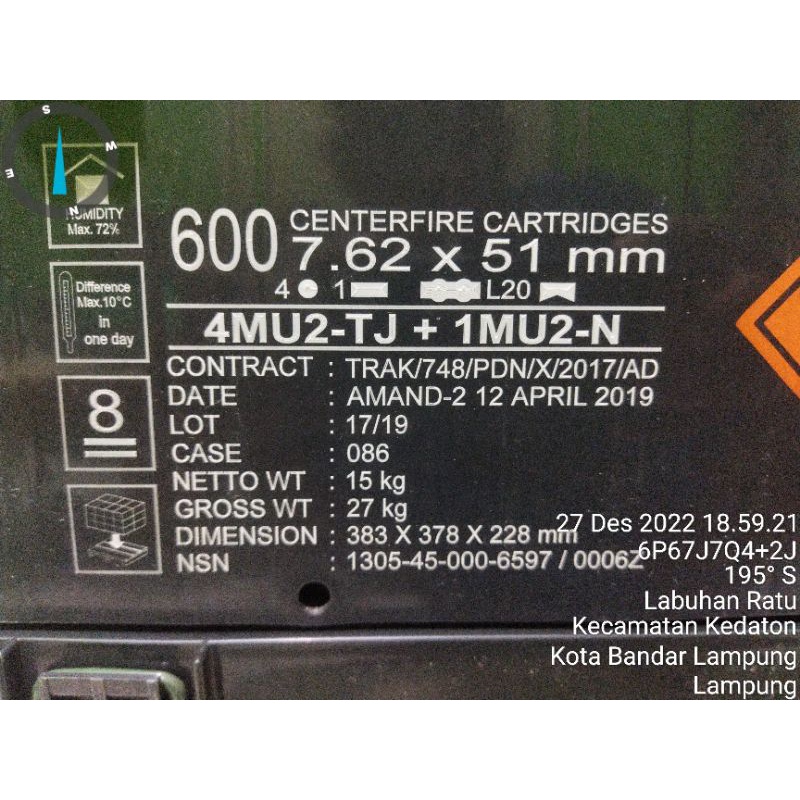 S
W
E
N
HUMIDITY
Max. 72%
Difference
Max.10°C
in
one day
8
600 CENTERFIRE CARTRIDGES
7.62 x 51 mm
4 1 L20
4MU2-TJ + 1MU2-N
CONTRACT : TRAK/748/PDN/X/2017/AD
DATE : AMAND-2 12 APRIL 2019
LOT : 17/19
CASE : 086
NETTO WT : 15 kg
GROSS WT : 27 kg
DIMENSION : 383 X 378 X 228 mm
NSN : 1305-45-000-6597 / 0006Z
27 Des 2022 18.59.21
6P67J7Q4+2J
195° S
Labuhan Ratu
Kecamatan Kedaton
Kota Bandar Lampung
Lampung